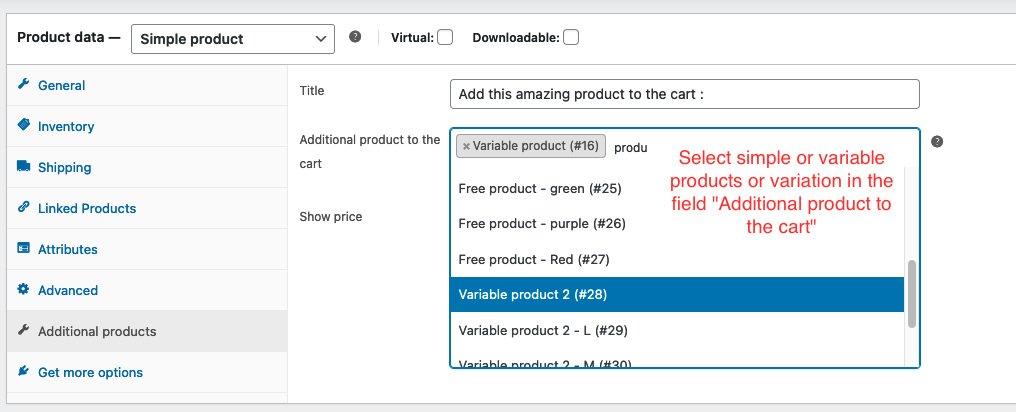 Product data — Simple product Virtual: Downloadable:
General
Inventory
Shipping
Linked Products
Attributes
Advanced
Additional products
Get more options
Title
Add this amazing product to the cart :
Additional product to the
cart
× Variable product (#16) produ
Free product - green (#25)
Free product - purple (#26)
Free product - Red (#27)
Variable product 2 (#28)
Variable product 2 - L (#29)
Variable product 2 - M (#30)
Select simple or variable
products or variation in the
field "Additional product to
the cart"
Show price